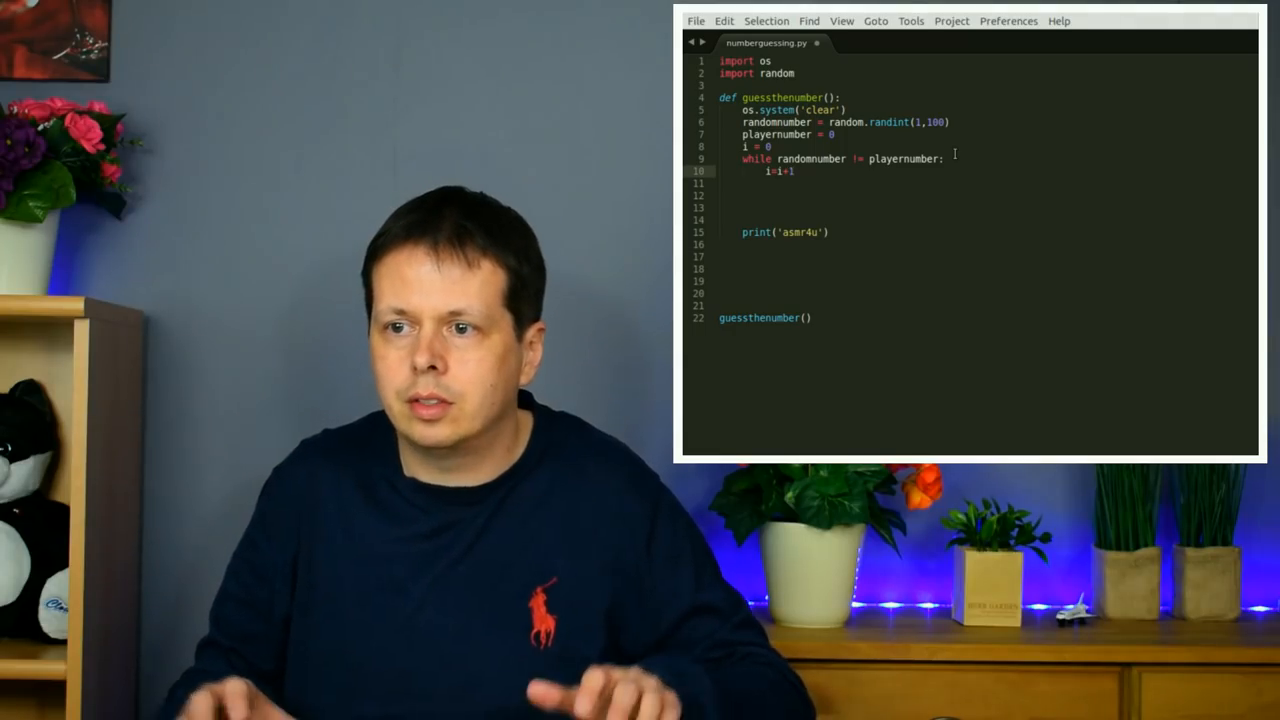 File Edit Selection Find View Goto Tools Project Preferences Help
numberguessing.py
1 import os
2 import random
3
4 def guessthenumber():
5 os.system('clear')
6 randomnumber = random.randint(1,100)
7 playernumber = 0
8 i = 0
9 while randomnumber != playernumber:
10 i=i+1
11
12
13
14
15 print('asmr4u')
16
17
18
19
20
21
22 guessthenumber()
HERB GARDEN